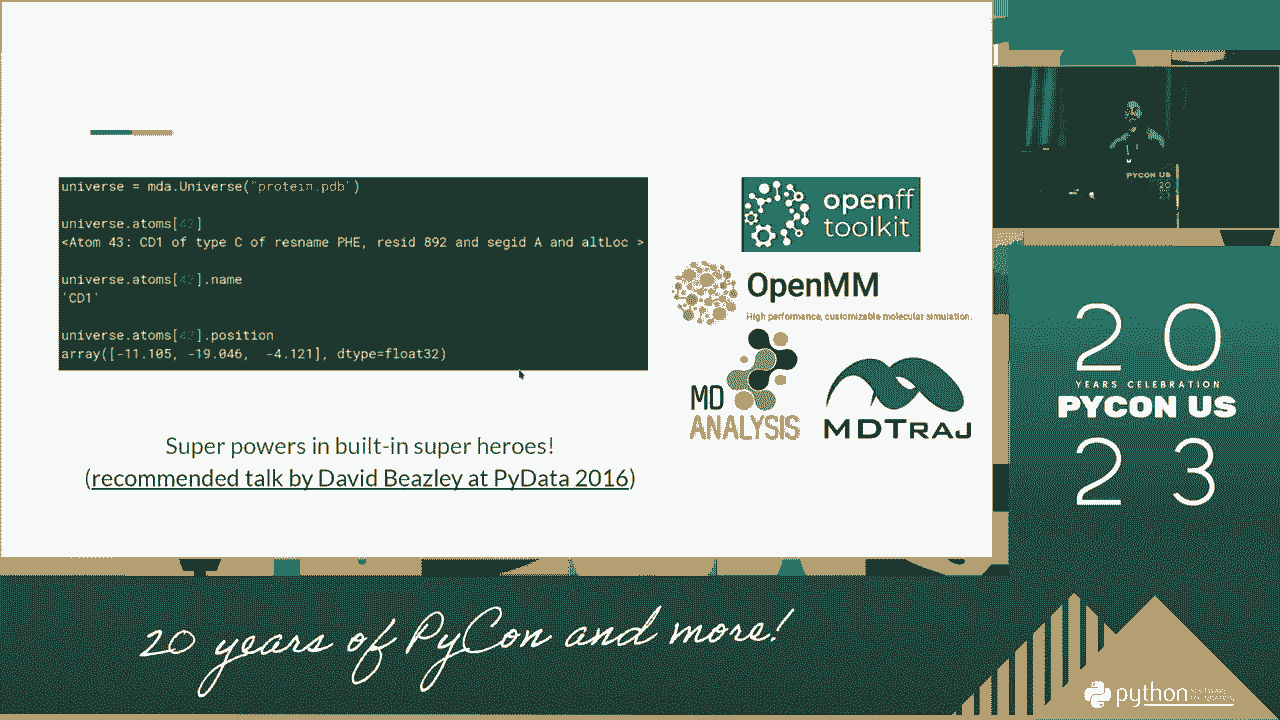 universe = mda.Universe("protein.pdb")
universe.atoms[42]
<Atom 43: CD1 of type C of resname PHE, resid 892 and segid A and altLoc >
universe.atoms[42].name
'CD1'
universe.atoms[42].position
array([-11.105, -19.046,  -4.121], dtype=float32)
Super powers in built-in super heroes!
(recommended talk by David Beazley at PyData 2016)
openff
toolkit
OpenMM
High performance, customizable molecular simulation.
MD
ANALYSIS
MDTRAJ
PYCON US
20
23
20
YEARS CELEBRATION
PYCON US
23
20 years of PyCon and more!
python